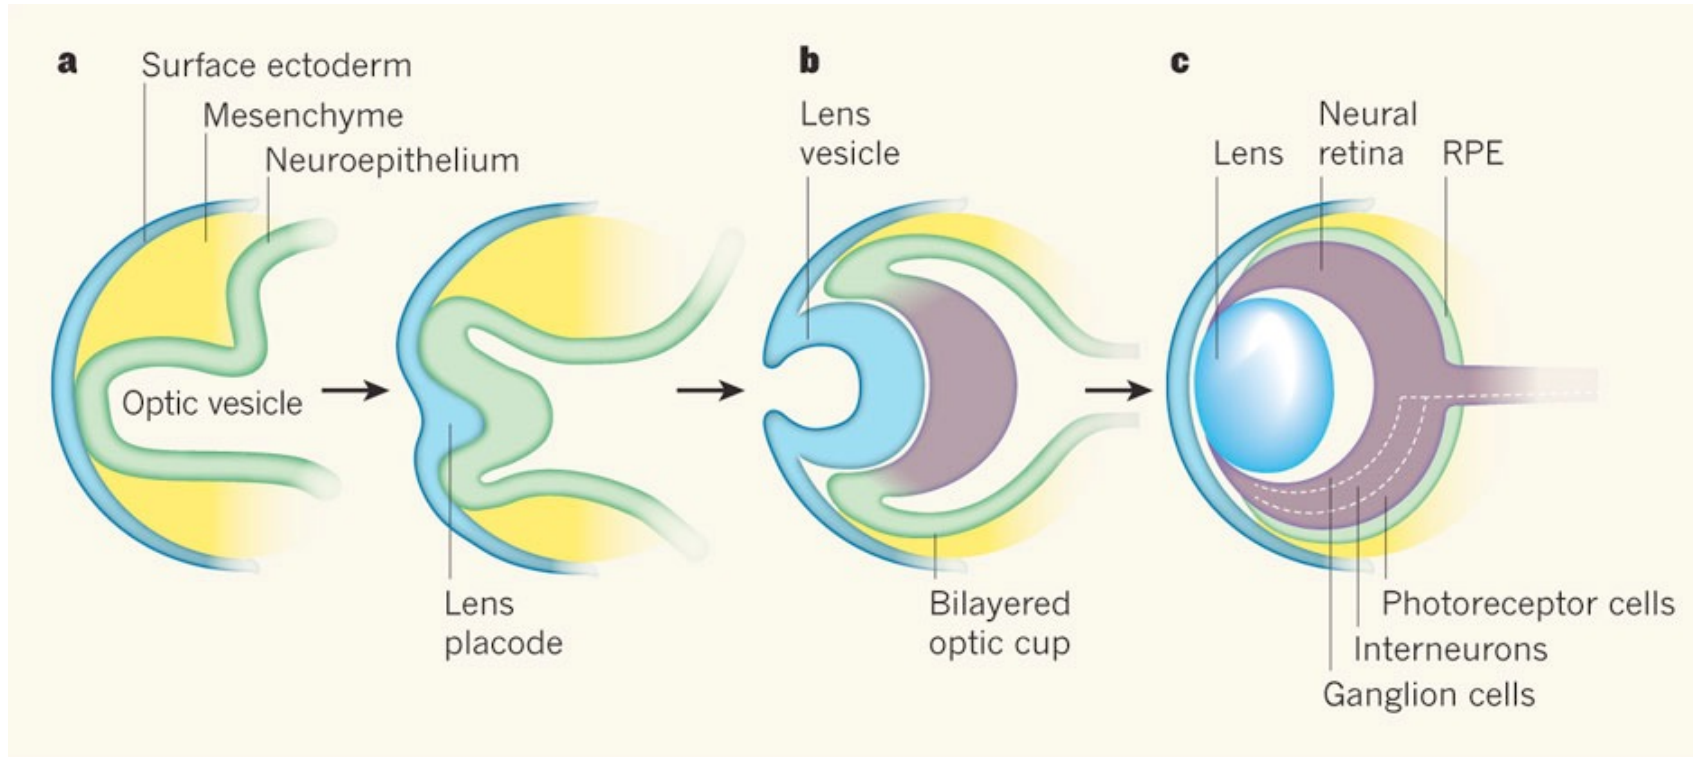 a
Surface ectoderm
Mesenchyme
Neuroepithelium
Optic vesicle
Lens
placode
b
Lens
vesicle
Bilayered
optic cup
c
Lens
Neural
retina
RPE
Photoreceptor cells
Interneurons
Ganglion cells